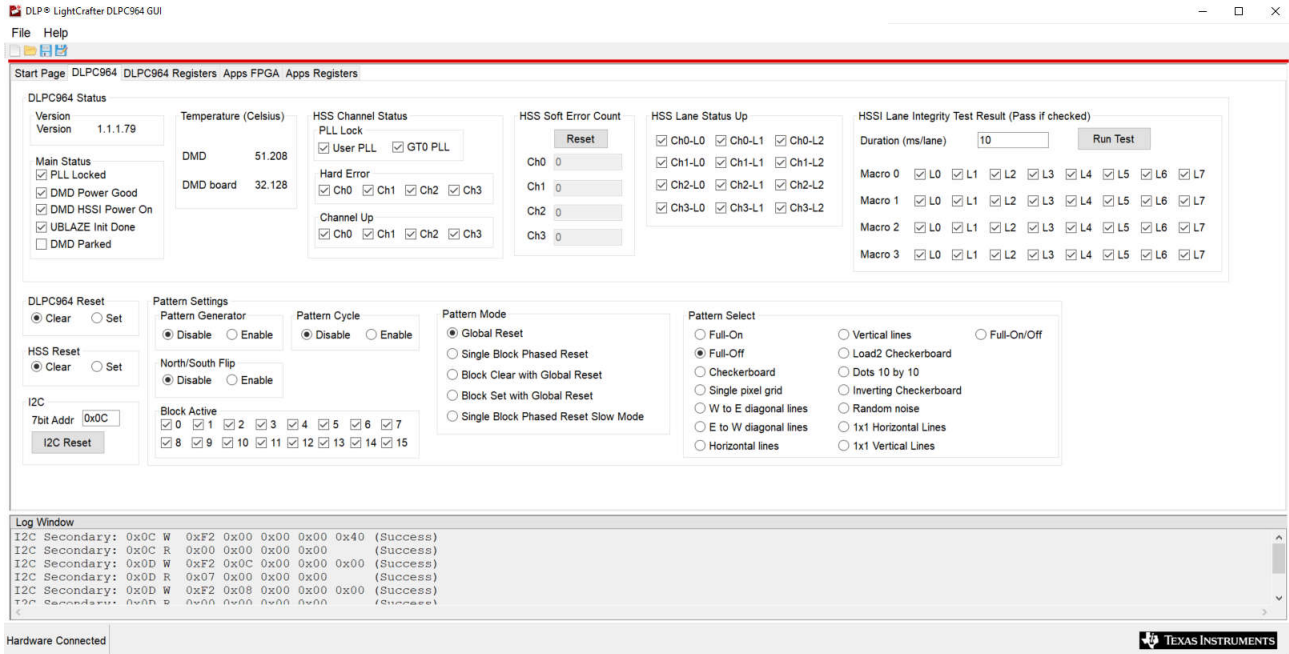 DLP® LightCrafter DLPC964 GUI
File Help
Start Page DLPC964 DLPC964 Registers Apps FPGA Apps Registers
DLPC964 Status
Version
Version 1.1.1.79
Main Status
PLL Locked
DMD Power Good
DMD HSSI Power On
UBLAZE Init Done
DMD Parked
Temperature (Celsius)
DMD 51.208
DMD board 32.128
HSS Channel Status
PLL Lock
User PLL GT0 PLL
Hard Error
Ch0 Ch1 Ch2 Ch3
Channel Up
Ch0 Ch1 Ch2 Ch3
HSS Soft Error Count
Reset
Ch0 0
Ch1 0
Ch2 0
Ch3 0
HSS Lane Status Up
Ch0-L0 Ch0-L1 Ch0-L2
Ch1-L0 Ch1-L1 Ch1-L2
Ch2-L0 Ch2-L1 Ch2-L2
Ch3-L0 Ch3-L1 Ch3-L2
HSSI Lane Integrity Test Result (Pass if checked)
Duration (ms/lane) 10 Run Test
Macro 0 L0 L1 L2 L3 L4 L5 L6 L7
Macro 1 L0 L1 L2 L3 L4 L5 L6 L7
Macro 2 L0 L1 L2 L3 L4 L5 L6 L7
Macro 3 L0 L1 L2 L3 L4 L5 L6 L7
DLPC964 Reset
Clear Set
HSS Reset
Clear Set
I2C
7bit Addr 0x0C
I2C Reset
Pattern Settings
Pattern Generator
Disable Enable
Pattern Cycle
Disable Enable
North/South Flip
Disable Enable
Block Active
0 1 2 3 4 5 6 7
8 9 10 11 12 13 14 15
Pattern Mode
Global Reset
Single Block Phased Reset
Block Clear with Global Reset
Block Set with Global Reset
Single Block Phased Reset Slow Mode
Pattern Select
Full-On Vertical lines Full-On/Off
Full-Off Load2 Checkerboard
Checkerboard Dots 10 by 10
Single pixel grid Inverting Checkerboard
W to E diagonal lines Random noise
E to W diagonal lines 1x1 Horizontal Lines
Horizontal lines 1x1 Vertical Lines
Log Window
I2C Secondary: 0x0C W 0xF2 0x00 0x00 0x00 0x40 (Success)
I2C Secondary: 0x0C R 0x00 0x00 0x00 0x00 (Success)
I2C Secondary: 0x0D W 0xF2 0x0C 0x00 0x00 0x00 (Success)
I2C Secondary: 0x0D R 0x07 0x00 0x00 0x00 (Success)
I2C Secondary: 0x0D W 0xF2 0x08 0x00 0x00 0x00 (Success)
I2C Secondary: 0x0D R 0x00 0x00 0x00 0x00 (Success)
Hardware Connected
TEXAS INSTRUMENTS